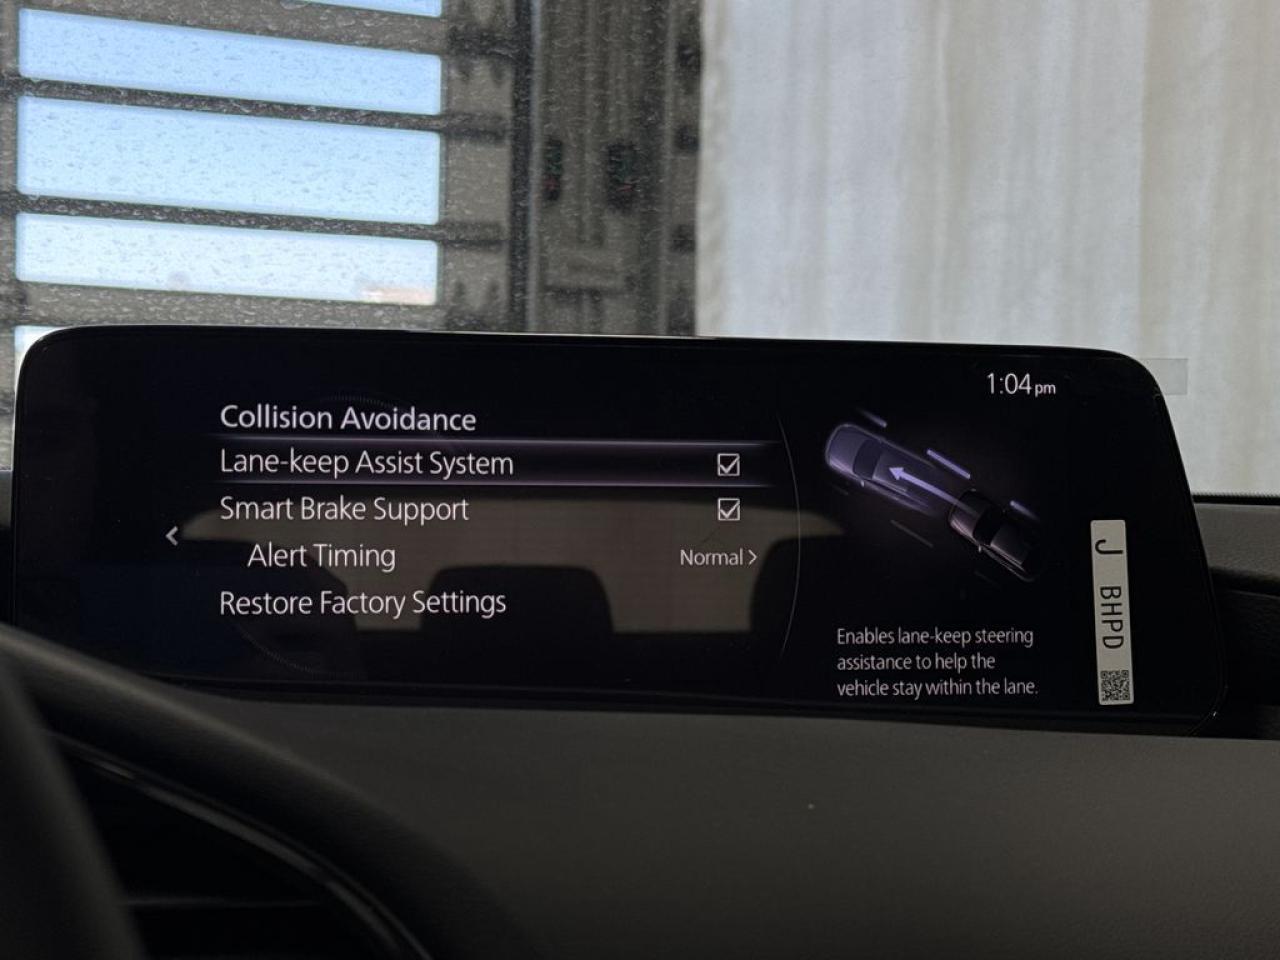 1:04pm
Collision Avoidance
Lane-keep Assist System
Smart Brake Support
Alert Timing Normal >
Restore Factory Settings
Enables lane-keep steering
assistance to help the
vehicle stay within the lane.
J BHPD